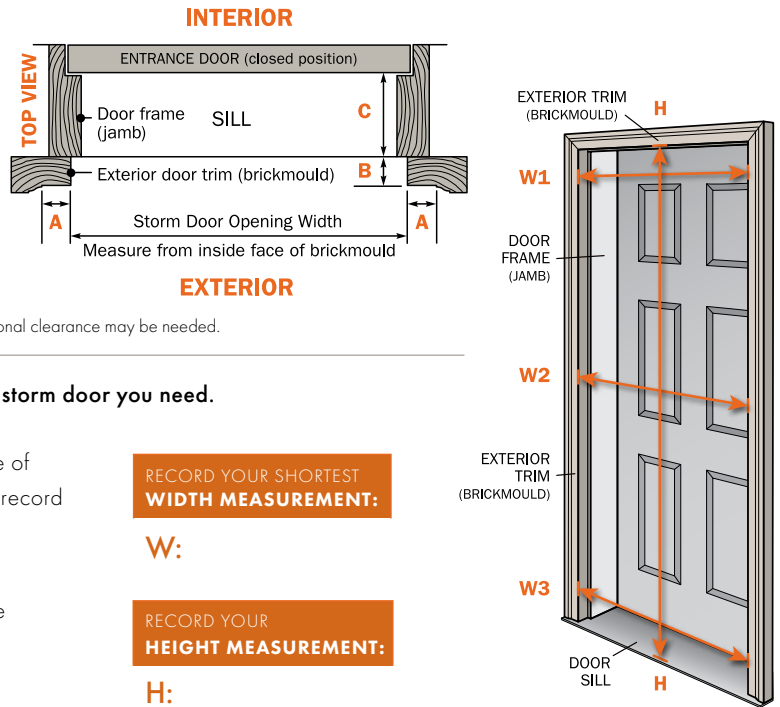 INTERIOR
TOP VIEW
ENTRANCE DOOR (closed position)
Door frame
(jamb)
SILL
C
Exterior door trim (brickmould)
B
A
Storm Door Opening Width
A
Measure from inside face of brickmould
EXTERIOR
onal clearance may be needed.
storm door you need.
e of
record
RECORD YOUR SHORTEST
WIDTH MEASUREMENT:
W:
e
RECORD YOUR
HEIGHT MEASUREMENT:
H:
EXTERIOR TRIM
(BRICKMOULD)
H
W1
DOOR
FRAME
(JAMB)
W2
EXTERIOR
TRIM
(BRICKMOULD)
W3
DOOR
SILL
H